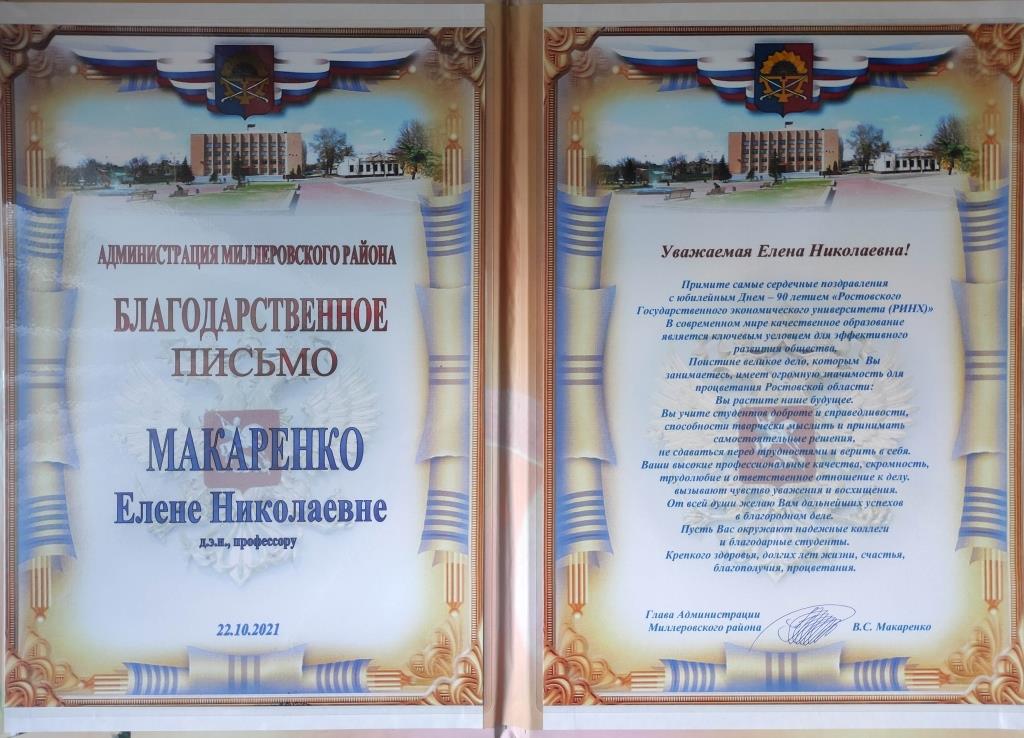 АДМИНИСТРАЦИЯ МИЛЛЕРОВСКОГО РАЙОНА
БЛАГОДАРСТВЕННОЕ
ПИСЬМО
МАКАРЕНКО
Елене Николаевне
д.э.н., профессору
22.10.2021
Уважаемая Елена Николаевна!
Примите самые сердечные поздравления
с юбилейным Днем – 90 летием «Ростовского
Государственного экономического университета (РИНХ)»
В современном мире качественное образование
является ключевым условием для эффективного
развития общества.
Поистине великое дело, которым Вы
занимаетесь, имеет огромную значимость для
процветания Ростовской области:
Вы растите наше будущее.
Вы учите студентов доброте и справедливости,
способности творчески мыслить и принимать
самостоятельные решения,
не сдаваться перед трудностями и верить в себя.
Ваши высокие профессиональные качества, скромность,
трудолюбие и ответственное отношение к делу.
вызывают чувство уважения и восхищения.
От всей души желаю Вам дальнейших успехов
в благородном деле.
Пусть Вас окружают надежные коллеги
и благодарные студенты.
Крепкого здоровья, долгих лет жизни, счастья,
благополучия, процветания.
Глава Администрации
Миллеровского района В.С. Макаренко